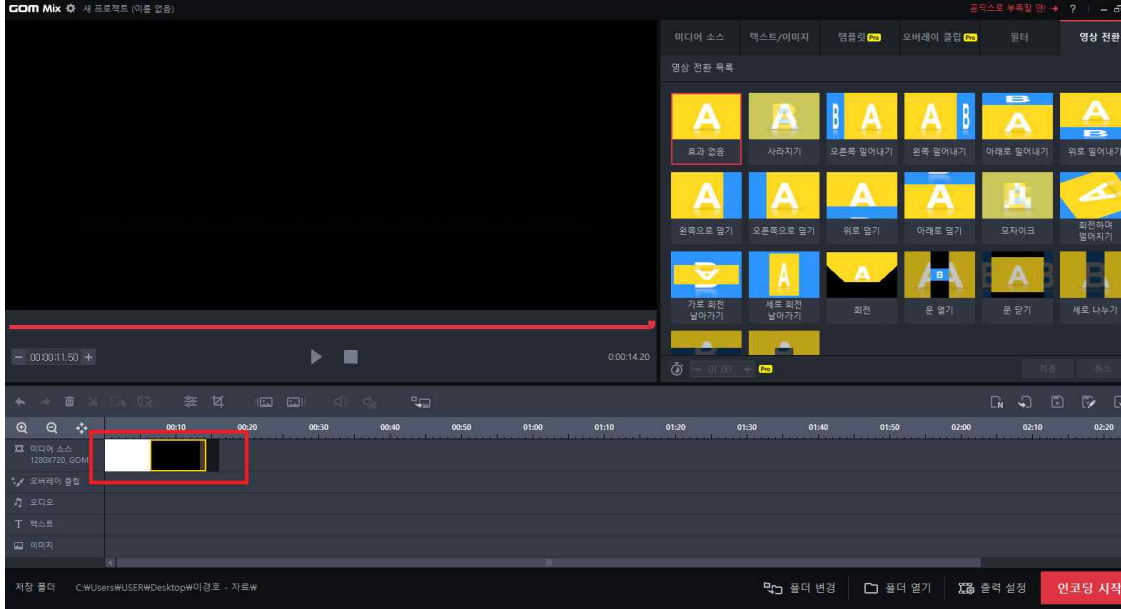 GOM Mix 새 프로젝트 (이름 없음)
곰믹스로 부족할 땐! → ?
미디어 소스 텍스트/이미지 템플릿 Pro 오버레이 클립 Pro 필터 영상 전환
영상 전환 목록
A B A B A A B B A A B
효과 없음 사라지기 오른쪽 밀어내기 왼쪽 밀어내기 아래로 밀어내기 위로 밀어내기
A A A A A
왼쪽으로 덮기 오른쪽으로 덮기 위로 덮기 아래로 덮기 모자이크 회전하며
멀어지기
A A B A
가로 회전 세로 회전 회전 문 열기 문 닫기 세로 나누기
날아가기 날아가기
00:00:11.50 0:00:14.20
01:00 Pro 적용 취소
00:10 00:20 00:30 00:40 00:50 01:00 01:10 01:20 01:30 01:40 01:50 02:00 02:10 02:20
미디어 소스
1280X720, GOM
오버레이 클립
오디오
T 텍스트
이미지
저장 폴더 C:₩Users₩USER₩Desktop₩이경호 - 자료₩ 폴더 변경 폴더 열기 출력 설정 인코딩 시작